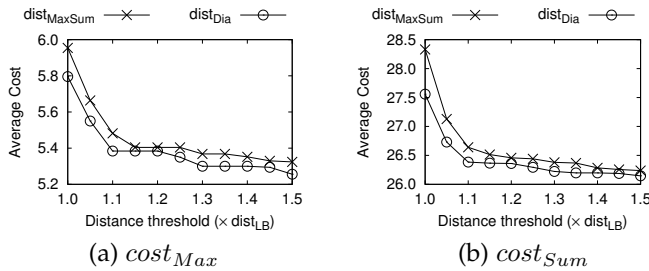 dist_MaxSum dist_Dia
Average Cost
6.0
5.8
5.6
5.4
5.2
1.0 1.1 1.2 1.3 1.4 1.5
Distance threshold (× dist_LB)
(a) cost_Max
dist_MaxSum dist_Dia
Average Cost
28.5
28.0
27.5
27.0
26.5
26.0
1.0 1.1 1.2 1.3 1.4 1.5
Distance threshold (× dist_LB)
(b) cost_Sum